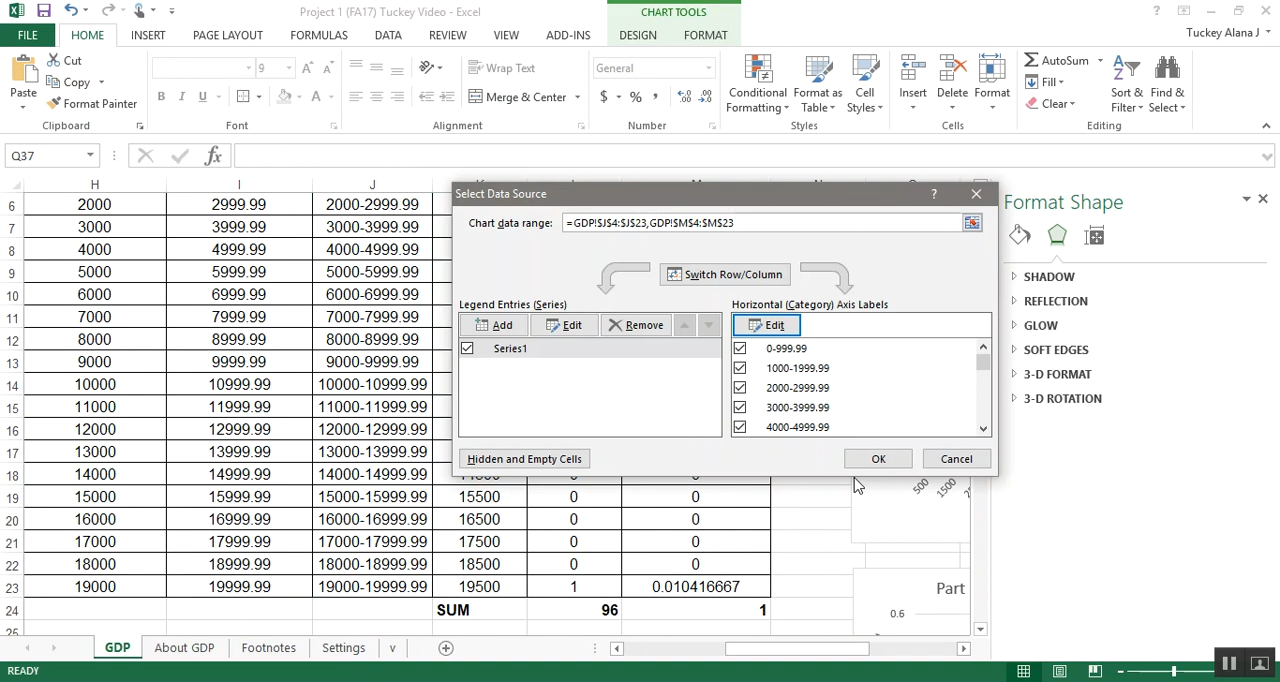 Project 1 (FA17) Tuckey Video - Excel
CHART TOOLS
?
FILE HOME INSERT PAGE LAYOUT FORMULAS DATA REVIEW VIEW ADD-INS DESIGN FORMAT Tuckey Alana J
Cut
Copy
Format Painter
Paste
Clipboard
9
B I U
Font
Wrap Text
Merge & Center
Alignment
General
$ % ,
Number
Conditional Formatting
Format as Table
Cell Styles
Styles
Insert Delete Format
Cells
AutoSum
Fill
Clear
Sort & Filter
Find & Select
Editing
Q37 fx
H I J
6 2000 2999.99 2000-2999.99
7 3000 3999.99 3000-3999.99
8 4000 4999.99 4000-4999.99
9 5000 5999.99 5000-5999.99
10 6000 6999.99 6000-6999.99
11 7000 7999.99 7000-7999.99
12 8000 8999.99 8000-8999.99
13 9000 9999.99 9000-9999.99
14 10000 10999.99 10000-10999.99
15 11000 11999.99 11000-11999.99
16 12000 12999.99 12000-12999.99
17 13000 13999.99 13000-13999.99
18 14000 14999.99 14000-14999.99
19 15000 15999.99 15000-15999.99 15500 0 0
20 16000 16999.99 16000-16999.99 16500 0 0
21 17000 17999.99 17000-17999.99 17500 0 0
22 18000 18999.99 18000-18999.99 18500 0 0
23 19000 19999.99 19000-19999.99 19500 1 0.010416667
24 SUM 96 1
25
Select Data Source ?
Chart data range: =GDP!$J$4:$J$23,GDP!$M$4:$M$23
Switch Row/Column
Legend Entries (Series)
Add Edit Remove
Series1
Horizontal (Category) Axis Labels
Edit
0-999.99
1000-1999.99
2000-2999.99
3000-3999.99
4000-4999.99
Hidden and Empty Cells
OK Cancel
500 1500
Part
0.6
Format Shape
SHADOW
REFLECTION
GLOW
SOFT EDGES
3-D FORMAT
3-D ROTATION
GDP About GDP Footnotes Settings v
READY